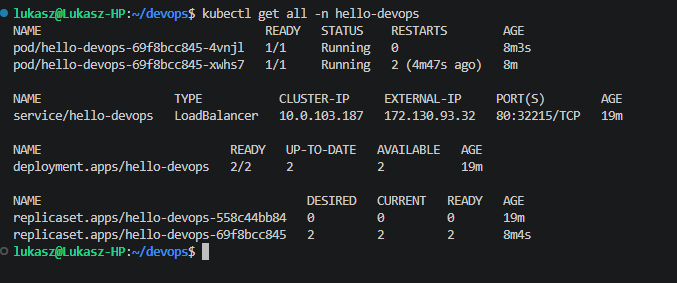 lukasz@Lukasz-HP:~/devops$ kubectl get all -n hello-devops
NAME READY STATUS RESTARTS AGE
pod/hello-devops-69f8bcc845-4vnjl 1/1 Running 0 8m3s
pod/hello-devops-69f8bcc845-xwhs7 1/1 Running 2 (4m47s ago) 8m
NAME TYPE CLUSTER-IP EXTERNAL-IP PORT(S) AGE
service/hello-devops LoadBalancer 10.0.103.187 172.130.93.32 80:32215/TCP 19m
NAME READY UP-TO-DATE AVAILABLE AGE
deployment.apps/hello-devops 2/2 2 2 19m
NAME DESIRED CURRENT READY AGE
replicaset.apps/hello-devops-558c44bb84 0 0 0 19m
replicaset.apps/hello-devops-69f8bcc845 2 2 2 8m4s
lukasz@Lukasz-HP:~/devops$